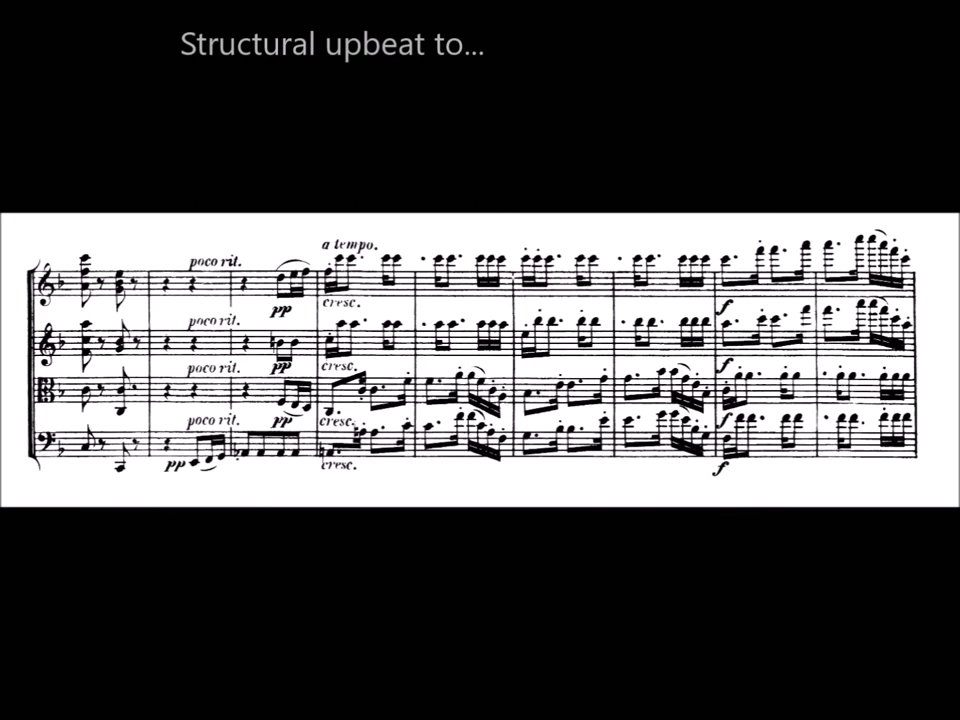 Structural upbeat to...
a tempo.
poco rit.
pp
cresc.
f
poco rit.
pp
cresc.
f
poco rit.
pp
cresc.
f
poco rit.
pp
cresc.
f